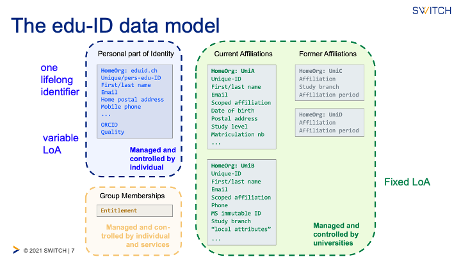 SWITCH
The edu-ID data model
one
lifelong
identifier
variable
LoA
Personal part of Identity
HomeOrg: eduid.ch
Unique/pers-edu-ID
First/last name
Email
Home postal address
Mobile phone
...
ORCID
Quality
Managed and
controlled by
individual
Group Memberships
Entitlement
Managed and con-
trolled by individual
and services
Current Affiliations
HomeOrg: UniA
Unique-ID
First/last name
Email
Scoped affiliation
Date of birth
Postal address
Study level
Matriculation nb
...
HomeOrg: UniB
Unique-ID
First/last name
Email
Scoped affiliation
Phone
MS immutable ID
Study branch
"local attributes"
...
Former Affiliations
HomeOrg: UniC
Affiliation
Study branch
Affiliation period
HomeOrg: UniD
Affiliation
Affiliation period
Managed and
controlled by
universities
Fixed LoA
© 2021 SWITCH | 7